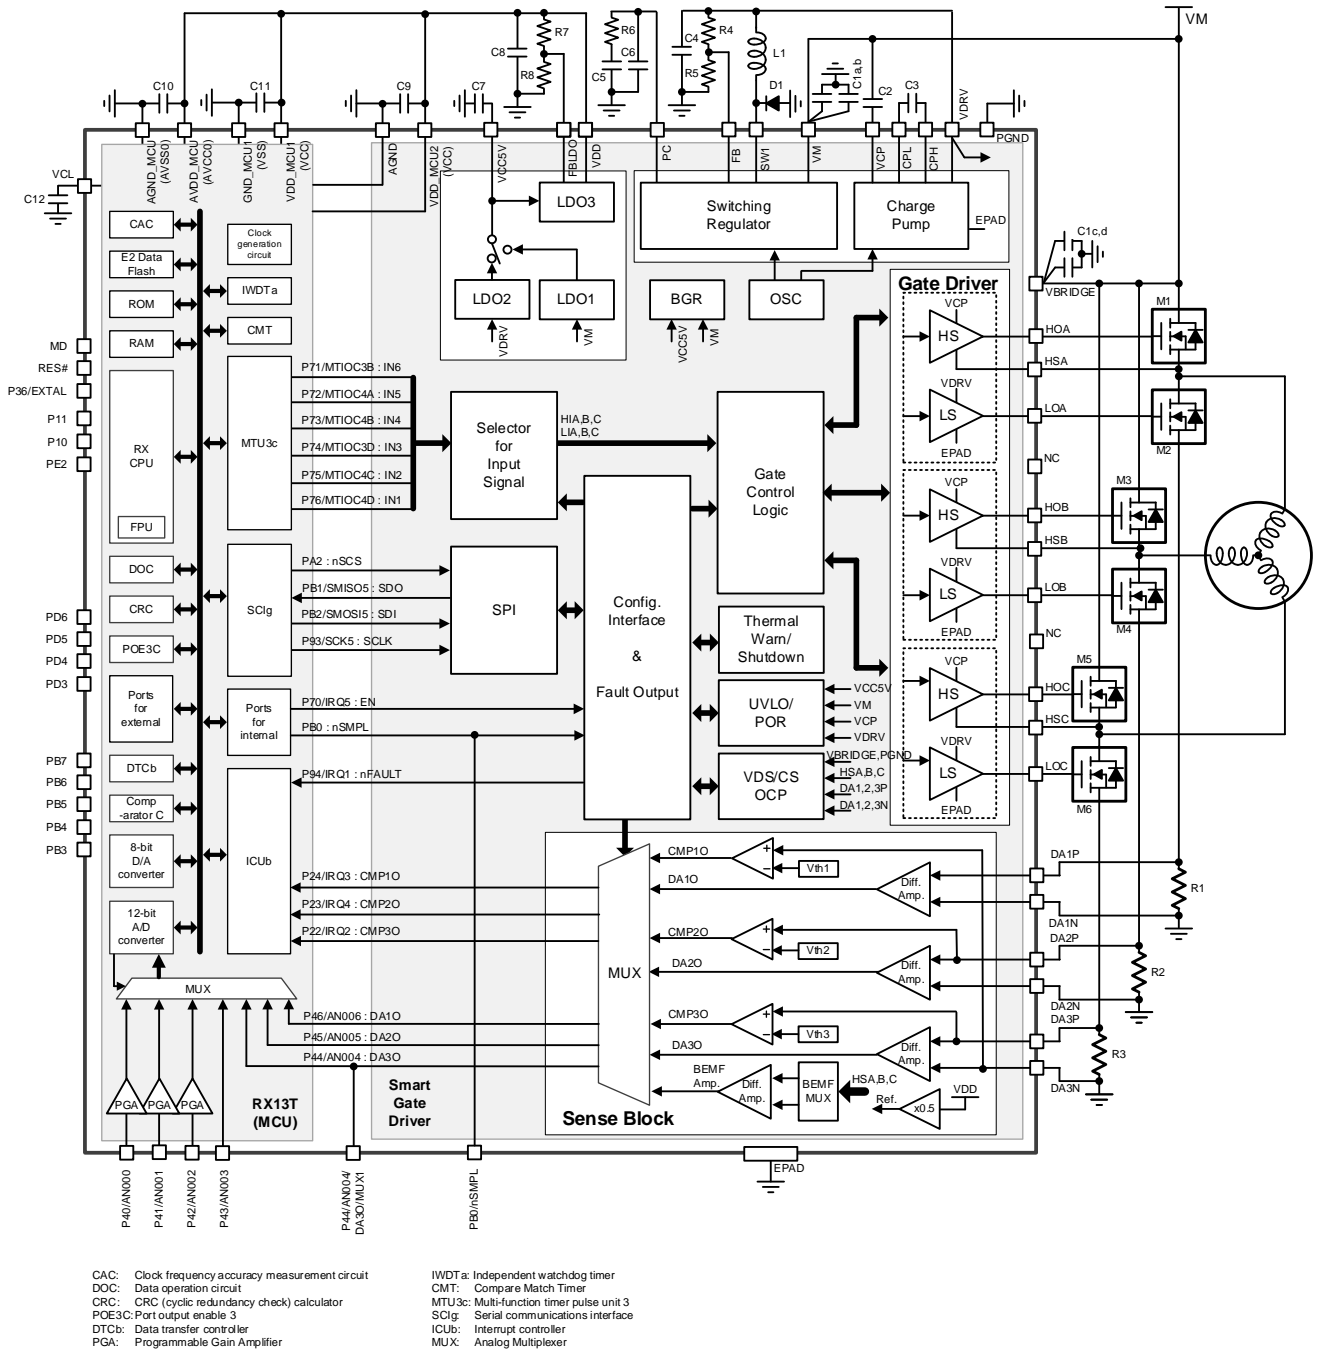 VM
R7
C8
R8
R6
C6
C5
C4
R4
R5
L1
D1
C1a,b
C2
C3
VDRV
C10
C11
C9
C7
PGND
VCL
C12
AGND_MCU
(AVSS0)
AVDD_MCU
(AVCC0)
GND_MCU1
(VSS)
VDD_MCU1
(VCC)
AGND
VDD_MCU2
(VCC)
VCC5V
FBLDO
VDD
PC
FB
SW1
VM
VCP
CPL
CPH
LDO3
LDO2
LDO1
VDRV
VM
Switching
Regulator
Charge
Pump
EPAD
BGR
VCC5V
VM
OSC
C1c,d
VBRIDGE
Gate Driver
CAC
E2 Data
Flash
ROM
RAM
RX
CPU
FPU
DOC
CRC
POE3C
Ports
for
external
DTCb
Comp
-arator C
8-bit
D/A
converter
12-bit
A/D
converter
Clock
generation
circuit
IWDTa
CMT
MTU3c
SCIg
Ports
for
internal
ICUb
MUX
MD
RES#
P36/EXTAL
P11
P10
PE2
PD6
PD5
PD4
PD3
PB7
PB6
PB5
PB4
PB3
P71/MTIOC3B : IN6
P72/MTIOC4A : IN5
P73/MTIOC4B : IN4
P74/MTIOC3D : IN3
P75/MTIOC4C : IN2
P76/MTIOC4D : IN1
PA2 : nSCS
PB1/SMISO5 : SDO
PB2/SMOSI5 : SDI
P93/SCK5 : SCLK
P70/IRQ5 : EN
PB0 : nSMPL
P94/IRQ1 : nFAULT
P24/IRQ3 : CMP1O
P23/IRQ4 : CMP2O
P22/IRQ2 : CMP3O
P46/AN006 : DA1O
P45/AN005 : DA2O
P44/AN004 : DA3O
Selector
for
Input
Signal
HIA,B,C
LIA,B,C
SPI
Config.
Interface
&
Fault Output
Gate
Control
Logic
Thermal
Warn/
Shutdown
UVLO/
POR
VCC5V
VM
VCP
VDRV
VDS/CS
OCP
VBRIDGE,PGND
HSA,B,C
DA1,2,3P
DA1,2,3N
VCP
HS
VDRV
LS
EPAD
VCP
HS
VDRV
LS
EPAD
VCP
HS
VDRV
LS
EPAD
HOA
HSA
LOA
NC
HOB
HSB
LOB
NC
HOC
HSC
LOC
M1
M2
M3
M4
M5
M6
MUX
CMP1O
DA1O
CMP2O
DA2O
CMP3O
DA3O
BEMF
Amp.
+
−
Vth1
Diff.
Amp.
+
−
Vth2
Diff.
Amp.
+
−
Vth3
Diff.
Amp.
Diff.
Amp.
BEMF
MUX
HSA,B,C
Ref.
x0.5
VDD
Sense Block
DA1P
DA1N
DA2P
DA2N
DA3P
DA3N
R1
R2
R3
PGA
PGA
PGA
RX13T
(MCU)
Smart
Gate
Driver
P40/AN000
P41/AN001
P42/AN002
P43/AN003
P44/AN004/
DA3O/MUX1
PB0/nSMPL
EPAD
CAC: Clock frequency accuracy measurement circuit
DOC: Data operation circuit
CRC: CRC (cyclic redundancy check) calculator
POE3C: Port output enable 3
DTCb: Data transfer controller
PGA: Programmable Gain Amplifier
IWDTa: Independent watchdog timer
CMT: Compare Match Timer
MTU3c: Multi-function timer pulse unit 3
SCIg: Serial communications interface
ICUb: Interrupt controller
MUX: Analog Multiplexer